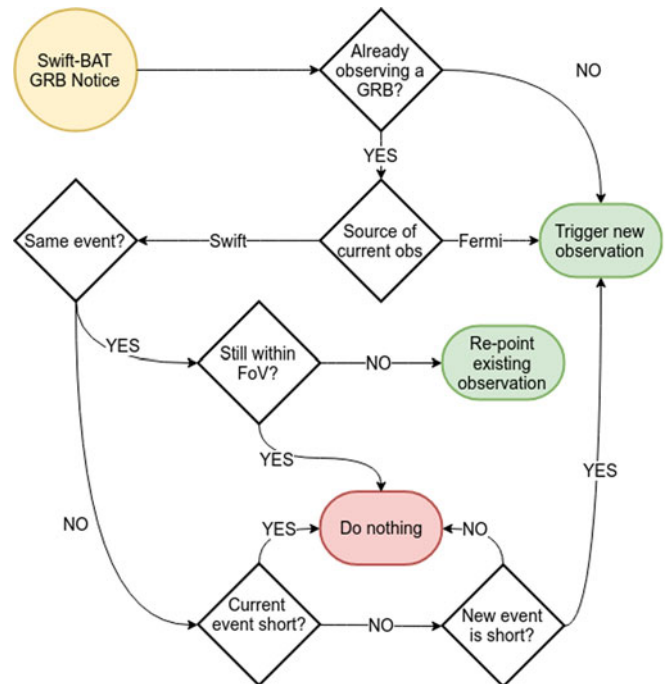 Swift-BAT
GRB Notice
Already
observing a
GRB?
NO
YES
Same event?
Swift
Source of
current obs
Fermi
Trigger new
observation
YES
Still within
FoV?
NO
Re-point
existing
observation
YES
YES
NO
YES
Do nothing
NO
Current
event short?
NO
New event
is short?